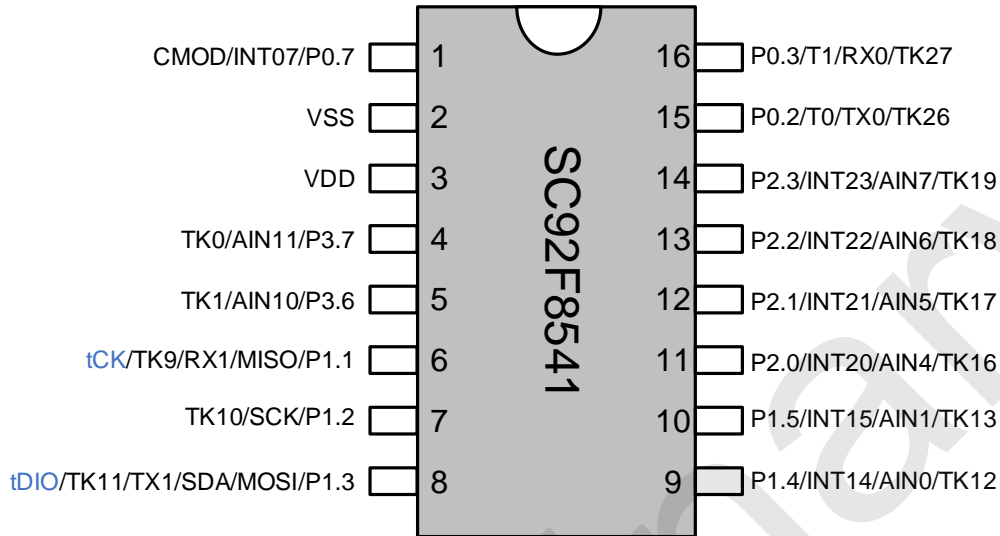 CMOD/INT07/P0.7 1 16 P0.3/T1/RX0/TK27
VSS 2 15 P0.2/T0/TX0/TK26
VDD 3 14 P2.3/INT23/AIN7/TK19
TK0/AIN11/P3.7 4 13 P2.2/INT22/AIN6/TK18
TK1/AIN10/P3.6 5 12 P2.1/INT21/AIN5/TK17
tCK/TK9/RX1/MISO/P1.1 6 11 P2.0/INT20/AIN4/TK16
TK10/SCK/P1.2 7 10 P1.5/INT15/AIN1/TK13
tDIO/TK11/TX1/SDA/MOSI/P1.3 8 9 P1.4/INT14/AIN0/TK12
SC92F8541